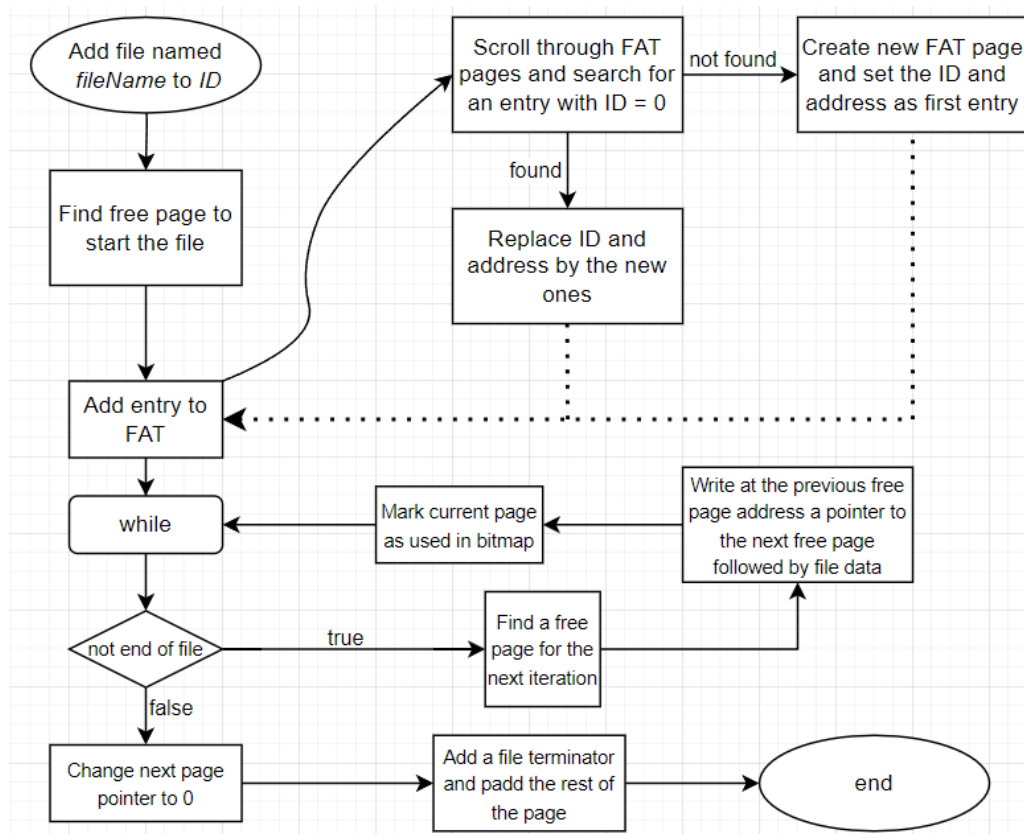 Add file named
fileName to ID
Find free page to
start the file
Add entry to
FAT
Scroll through FAT
pages and search for
an entry with ID = 0
not found
Create new FAT page
and set the ID and
address as first entry
found
Replace ID and
address by the new
ones
while
not end of file
true
Find a free
page for the
next iteration
Write at the previous free
page address a pointer to
the next free page
followed by file data
Mark current page
as used in bitmap
false
Change next page
pointer to 0
Add a file terminator
and padd the rest of
the page
end